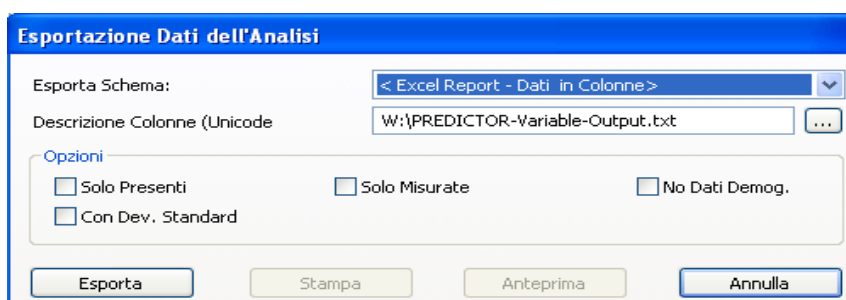 Esportazione Dati dell'Analisi
Esporta Schema: < Excel Report - Dati in Colonne>
Descrizione Colonne (Unicode W:\PREDICTOR-Variable-Output.txt ...
Opzioni
Solo Presenti Solo Misurate No Dati Demog.
Con Dev. Standard
Esporta Stampa Anteprima Annulla